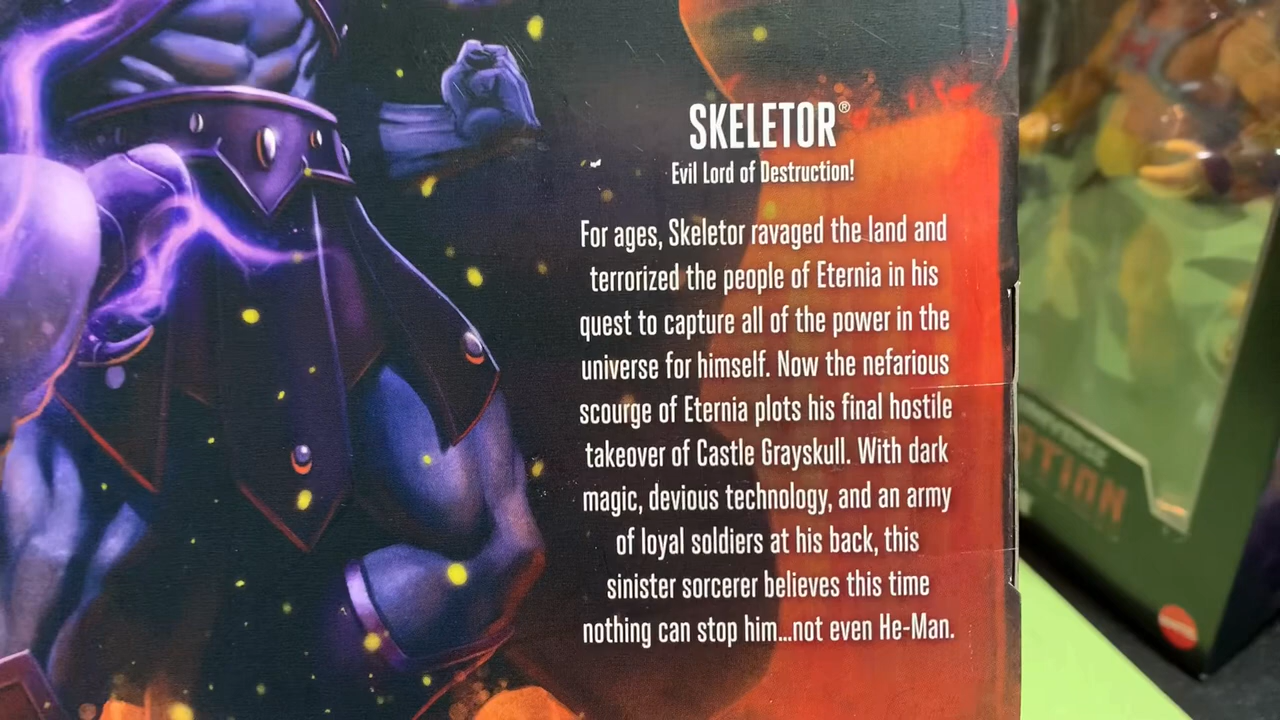 SKELETOR®
Evil Lord of Destruction!
For ages, Skeletor ravaged the land and
terrorized the people of Eternia in his
quest to capture all of the power in the
universe for himself. Now the nefarious
scourge of Eternia plots his final hostile
takeover of Castle Grayskull. With dark
magic, devious technology, and an army
of loyal soldiers at his back, this
sinister sorcerer believes this time
nothing can stop him...not even He-Man.